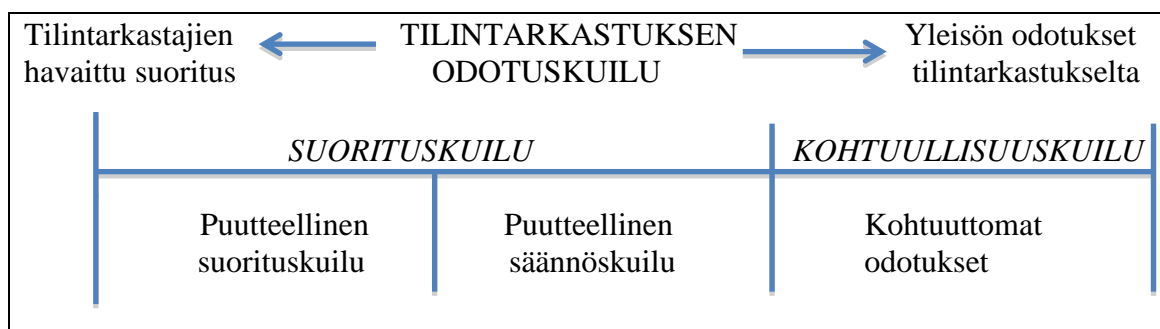 Tilintarkastajien
havaittu suoritus
TILINTARKASTUKSEN
ODOTUSKUILU
Yleisön odotukset
tilintarkastukselta
SUORITUSKUILU
KOHTUULLISUUSKUILU
Puutteellinen
suorituskuilu
Puutteellinen
säännöskuilu
Kohtuuttomat
odotukset